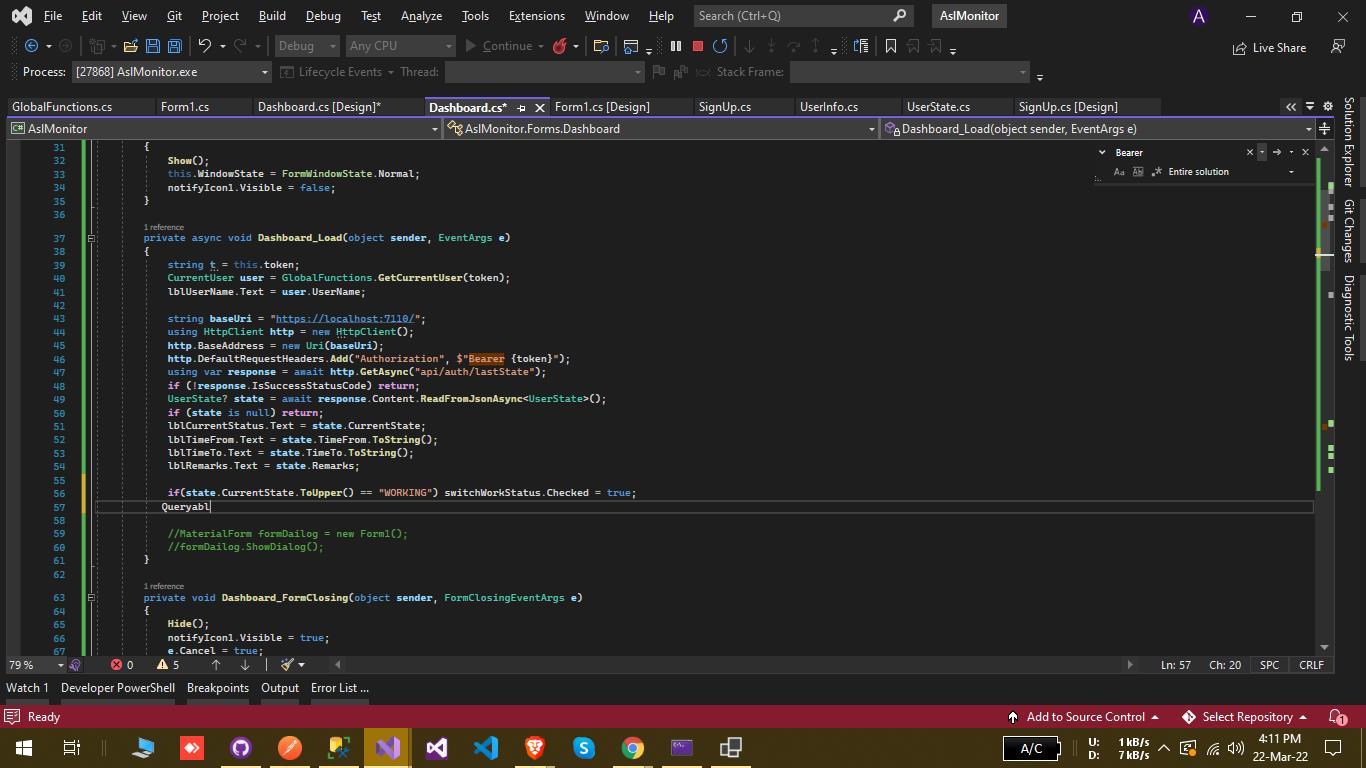 File Edit View Git Project Build Debug Test Analyze Tools Extensions Window Help Search (Ctrl+Q) AslMonitor A
Debug Any CPU Continue Live Share
Process: [27868] AslMonitor.exe Lifecycle Events Thread: Stack Frame:
GlobalFunctions.cs Form1.cs Dashboard.cs [Design]* Dashboard.cs* Form1.cs [Design] SignUp.cs UserInfo.cs UserState.cs SignUp.cs [Design]
C# AslMonitor AslMonitor.Forms.Dashboard Dashboard_Load(object sender, EventArgs e)
Bearer
Aa Ab Entire solution
Solution Explorer
Git Changes
Diagnostic Tools
31 {
32 Show();
33 this.WindowState = FormWindowState.Normal;
34 notifyIcon1.Visible = false;
35 }
36
1 reference
37 private async void Dashboard_Load(object sender, EventArgs e)
38 {
39 string t = this.token;
40 CurrentUser user = GlobalFunctions.GetCurrentUser(token);
41 lblUserName.Text = user.UserName;
42
43 string baseUri = "https://localhost:7110/";
44 using HttpClient http = new HttpClient();
45 http.BaseAddress = new Uri(baseUri);
46 http.DefaultRequestHeaders.Add("Authorization", $"Bearer {token}");
47 using var response = await http.GetAsync("api/auth/lastState");
48 if (!response.IsSuccessStatusCode) return;
49 UserState? state = await response.Content.ReadFromJsonAsync<UserState>();
50 if (state is null) return;
51 lblCurrentStatus.Text = state.CurrentState;
52 lblTimeFrom.Text = state.TimeFrom.ToString();
53 lblTimeTo.Text = state.TimeTo.ToString();
54 lblRemarks.Text = state.Remarks;
55
56 if(state.CurrentState.ToUpper() == "WORKING") switchWorkStatus.Checked = true;
57 Queryabl
58
59 //MaterialForm formDailog = new Form1();
60 //formDailog.ShowDialog();
61 }
62
1 reference
63 private void Dashboard_FormClosing(object sender, FormClosingEventArgs e)
64 {
65 Hide();
66 notifyIcon1.Visible = true;
67 e.Cancel = true;
79 % 0 5 Ln: 57 Ch: 20 SPC CRLF
Watch 1 Developer PowerShell Breakpoints Output Error List ...
Ready Add to Source Control Select Repository 1
A/C U: 1 kB/s D: 7 kB/s 4:11 PM 22-Mar-22